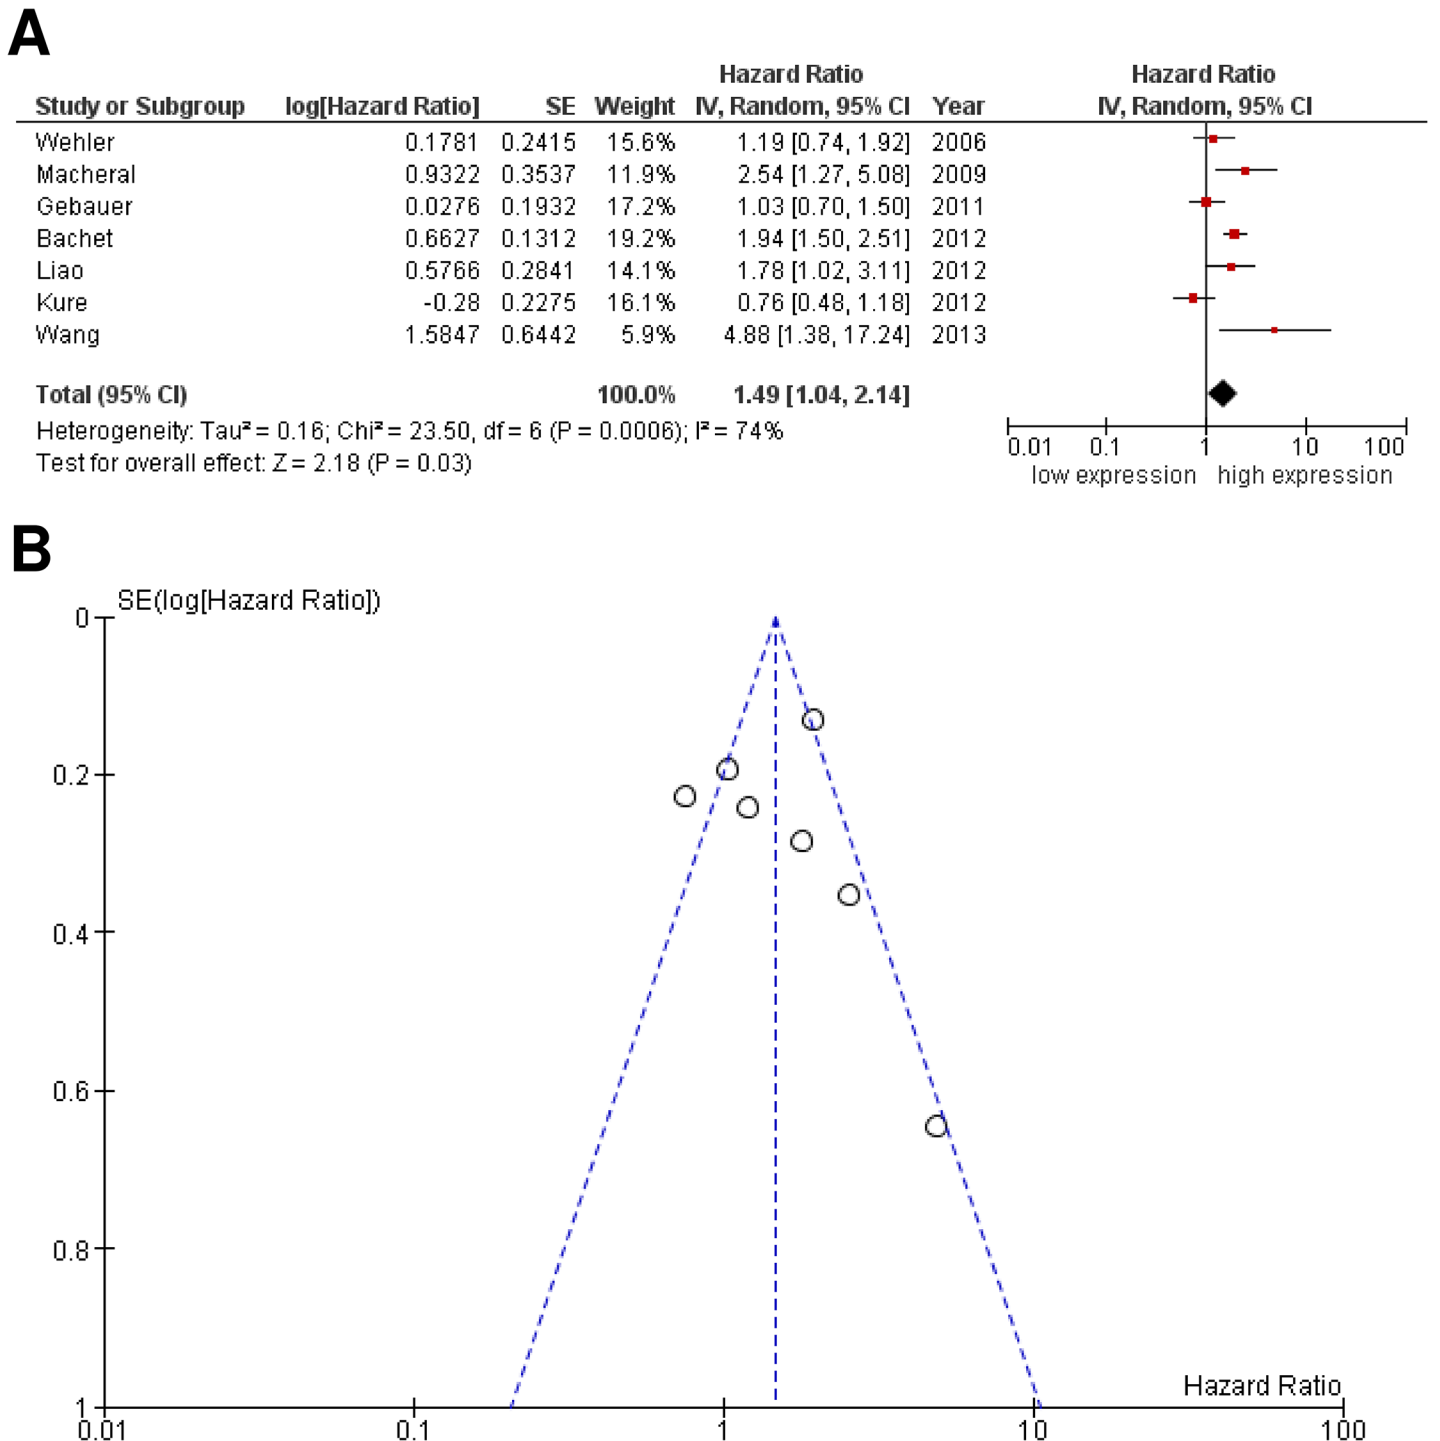 A
Hazard Ratio Hazard Ratio
Study or Subgroup log[Hazard Ratio] SE Weight IV, Random, 95% CI Year IV, Random, 95% CI
Wehler 0.1781 0.2415 15.6% 1.19 [0.74, 1.92] 2006
Macheral 0.9322 0.3537 11.9% 2.54 [1.27, 5.08] 2009
Gebauer 0.0276 0.1932 17.2% 1.03 [0.70, 1.50] 2011
Bachet 0.6627 0.1312 19.2% 1.94 [1.50, 2.51] 2012
Liao 0.5766 0.2841 14.1% 1.78 [1.02, 3.11] 2012
Kure -0.28 0.2275 16.1% 0.76 [0.48, 1.18] 2012
Wang 1.5847 0.6442 5.9% 4.88 [1.38, 17.24] 2013
Total (95% CI) 100.0% 1.49 [1.04, 2.14]
Heterogeneity: Tau² = 0.16; Chi² = 23.50, df = 6 (P = 0.0006); I² = 74%
Test for overall effect: Z = 2.18 (P = 0.03)
0.01 0.1 1 10 100
low expression high expression
B
SE(log[Hazard Ratio])
0
0.2
0.4
0.6
0.8
1
Hazard Ratio
0.01 0.1 1 10 100